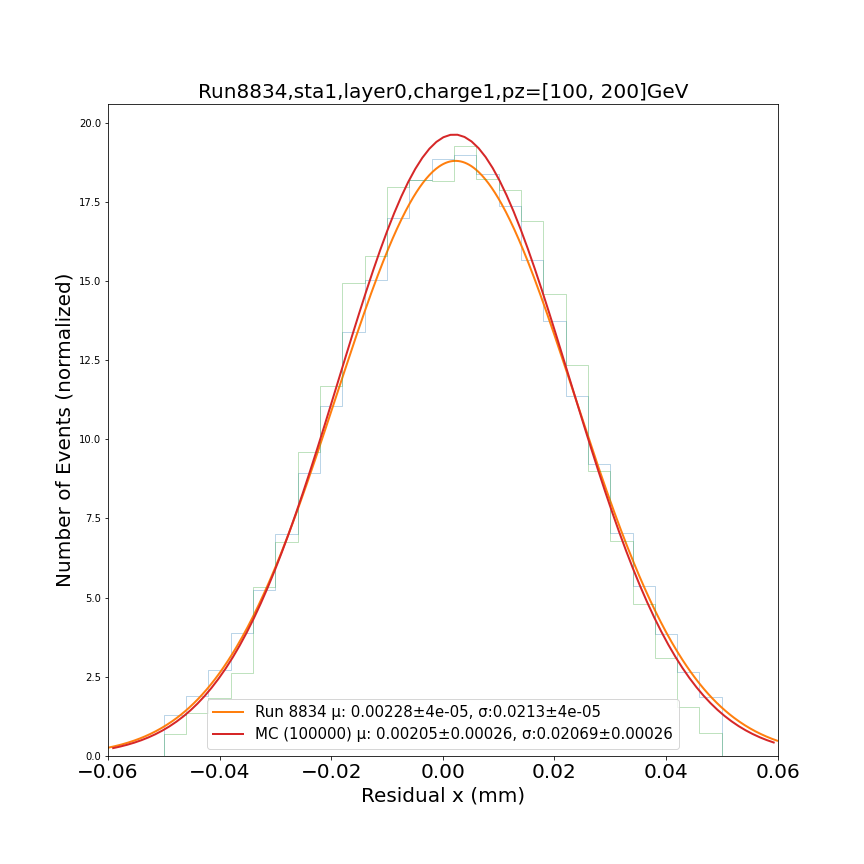 Run8834,sta1,layer0,charge1,pz=[100, 200]GeV
Number of Events (normalized)
20.0
17.5
15.0
12.5
10.0
7.5
5.0
2.5
0.0
Run 8834 μ: 0.00228±4e-05, σ:0.0213±4e-05
MC (100000) μ: 0.00205±0.00026, σ:0.02069±0.00026
−0.06 −0.04 −0.02 0.00 0.02 0.04 0.06
Residual x (mm)